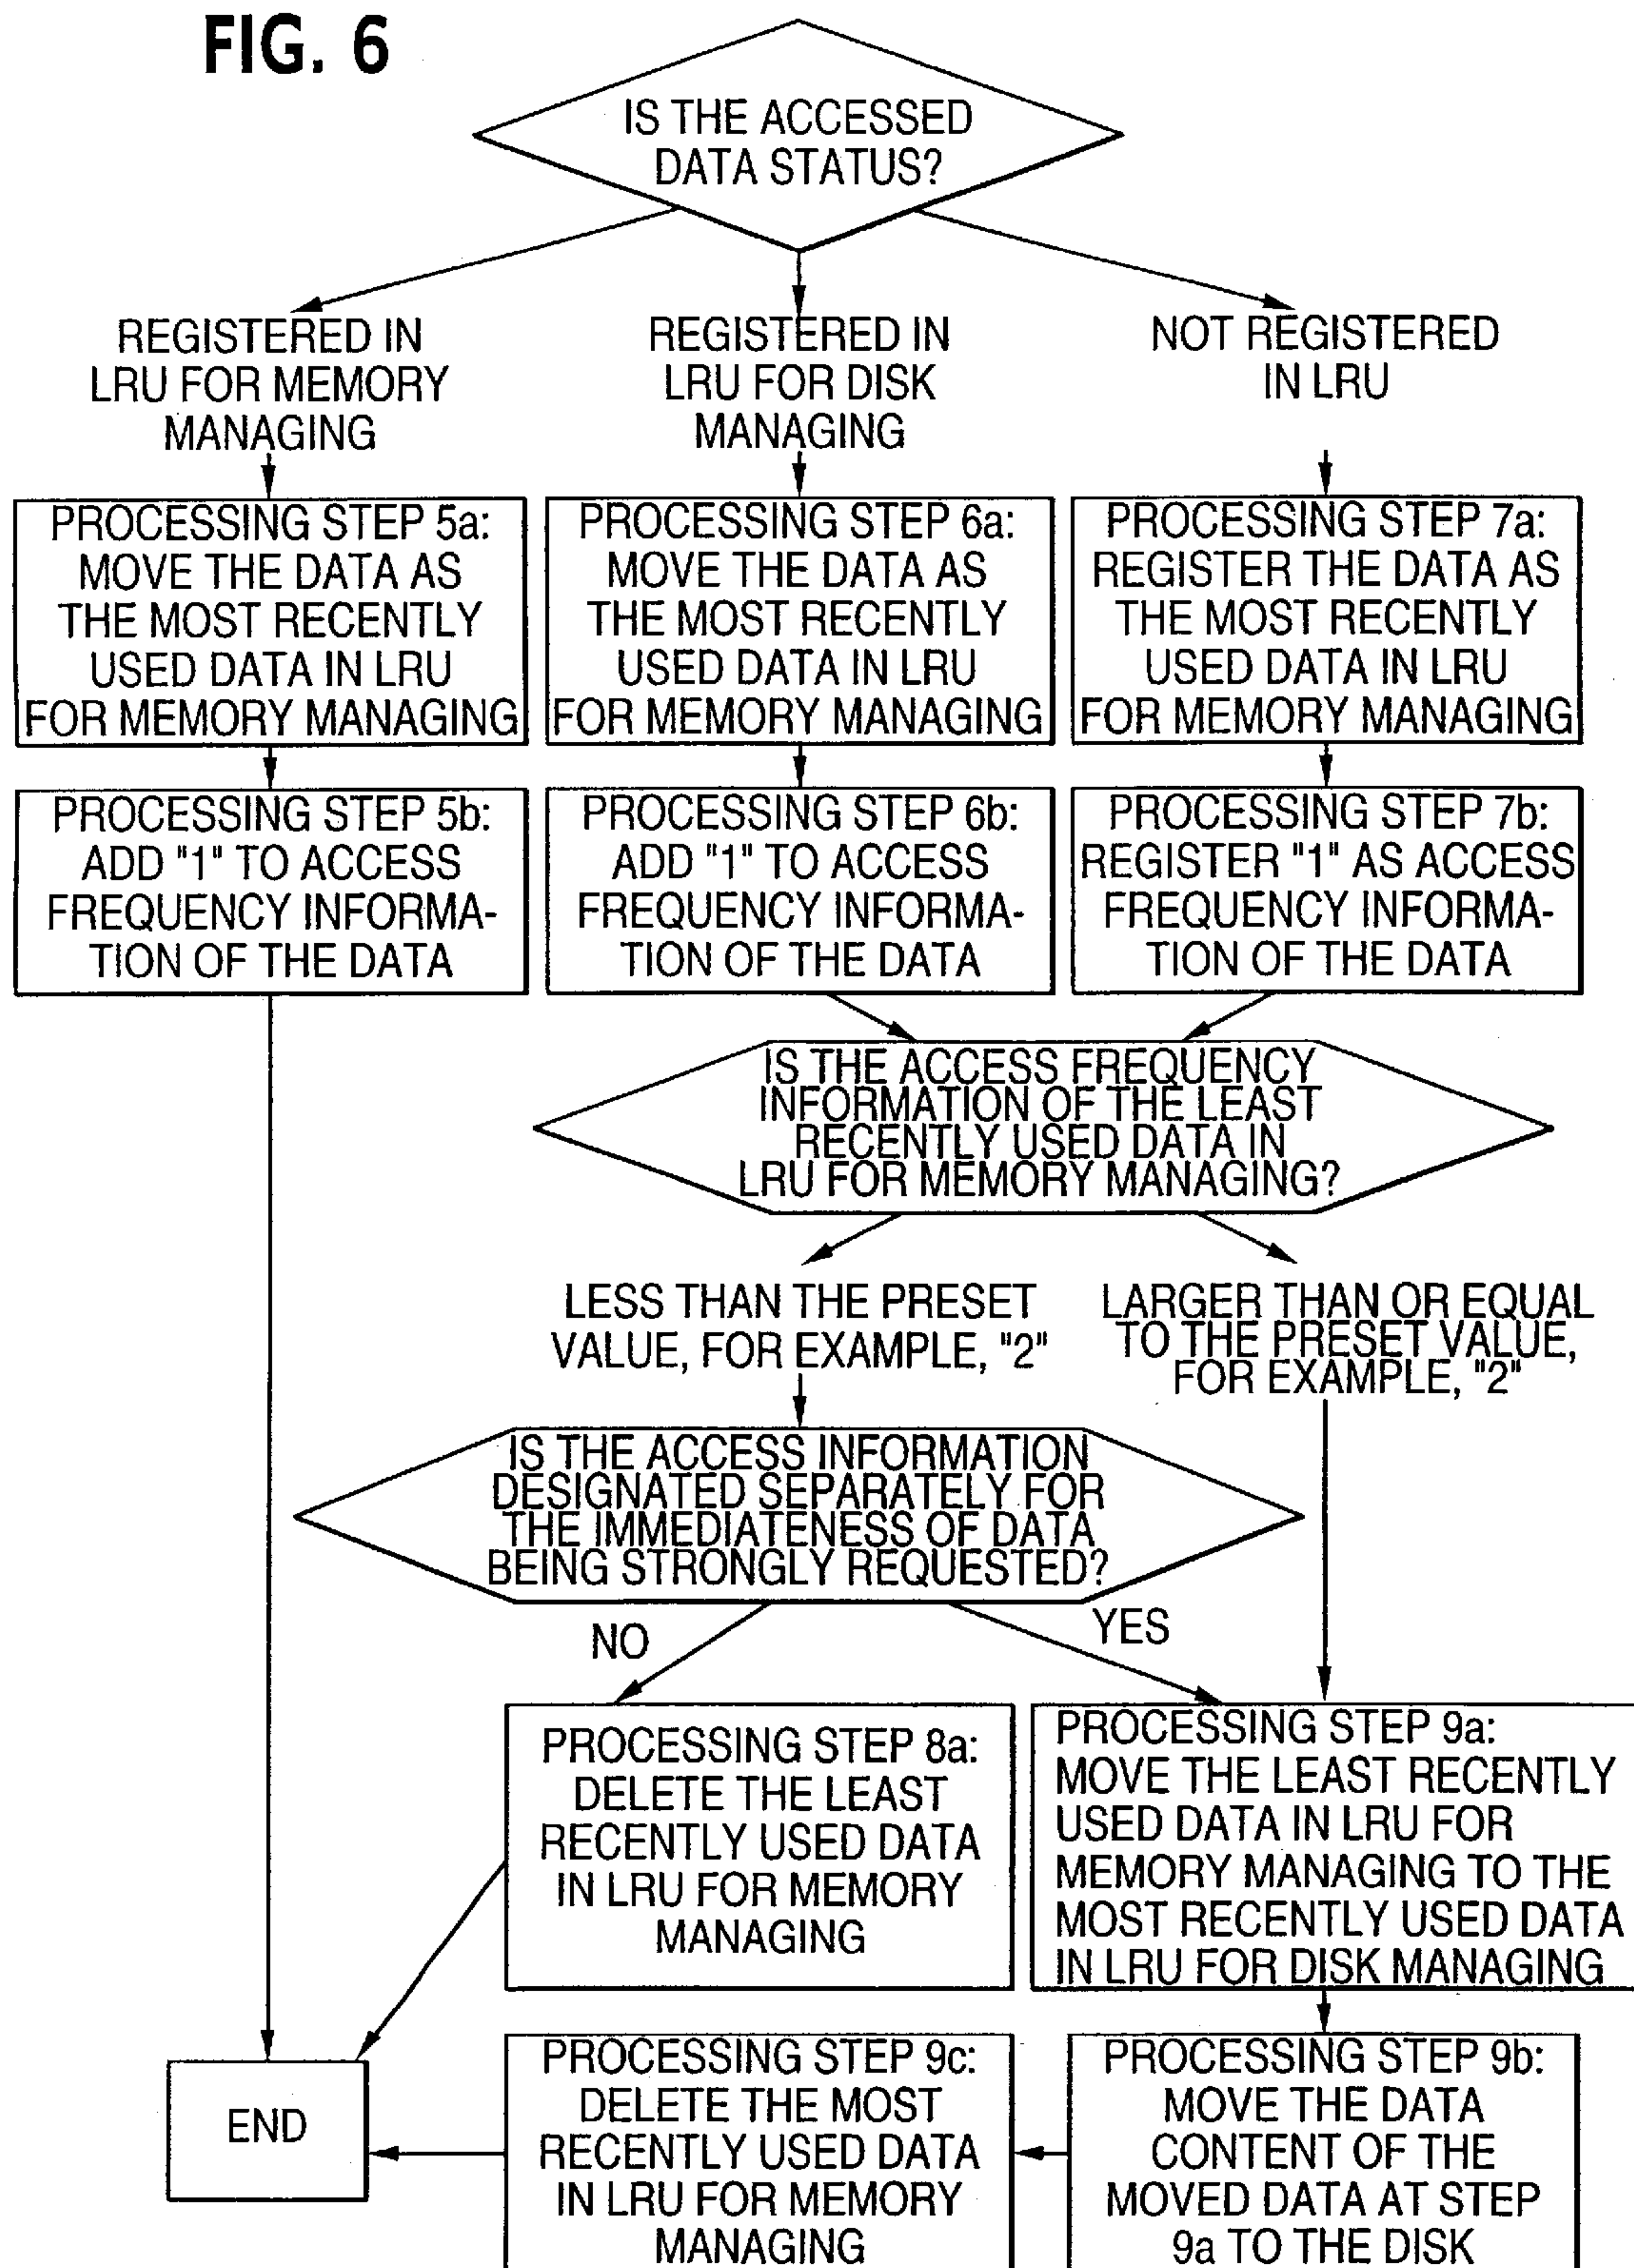 FIG. 6
IS THE ACCESSED
DATA STATUS?
REGISTERED IN
LRU FOR MEMORY
MANAGING
REGISTERED IN
LRU FOR DISK
MANAGING
NOT REGISTERED
IN LRU
PROCESSING STEP 5a:
MOVE THE DATA AS
THE MOST RECENTLY
USED DATA IN LRU
FOR MEMORY MANAGING
PROCESSING STEP 6a:
MOVE THE DATA AS
THE MOST RECENTLY
USED DATA IN LRU
FOR MEMORY MANAGING
PROCESSING STEP 7a:
REGISTER THE DATA AS
THE MOST RECENTLY
USED DATA IN LRU
FOR MEMORY MANAGING
PROCESSING STEP 5b:
ADD "1" TO ACCESS
FREQUENCY INFORMA-
TION OF THE DATA
PROCESSING STEP 6b:
ADD "1" TO ACCESS
FREQUENCY INFORMA-
TION OF THE DATA
PROCESSING STEP 7b:
REGISTER "1" AS ACCESS
FREQUENCY INFORMA-
TION OF THE DATA
IS THE ACCESS FREQUENCY
INFORMATION OF THE LEAST
RECENTLY USED DATA IN
LRU FOR MEMORY MANAGING?
LESS THAN THE PRESET
VALUE, FOR EXAMPLE, "2"
LARGER THAN OR EQUAL
TO THE PRESET VALUE,
FOR EXAMPLE, "2"
IS THE ACCESS INFORMATION
DESIGNATED SEPARATELY FOR
THE IMMEDIATENESS OF DATA
BEING STRONGLY REQUESTED?
NO
YES
PROCESSING STEP 8a:
DELETE THE LEAST
RECENTLY USED DATA
IN LRU FOR MEMORY
MANAGING
PROCESSING STEP 9a:
MOVE THE LEAST RECENTLY
USED DATA IN LRU FOR
MEMORY MANAGING TO THE
MOST RECENTLY USED DATA
IN LRU FOR DISK MANAGING
END
PROCESSING STEP 9c:
DELETE THE MOST
RECENTLY USED DATA
IN LRU FOR MEMORY
MANAGING
PROCESSING STEP 9b:
MOVE THE DATA
CONTENT OF THE
MOVED DATA AT STEP
9a TO THE DISK